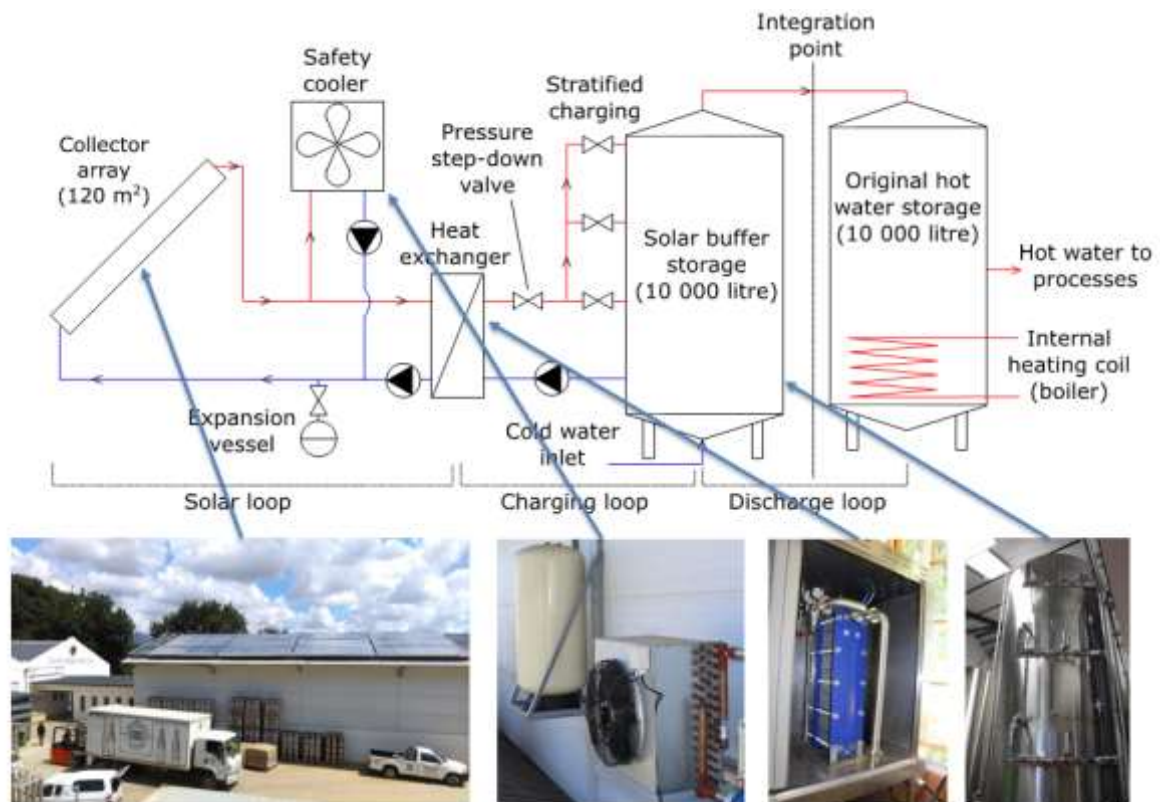 Integration
point
Safety
cooler
Stratified
charging
Pressure
step-down
valve
Collector
array
(120 m²)
Original hot
water storage
(10 000 litre)
Heat
exchanger
Solar buffer
storage
(10 000 litre)
Hot water to
processes
Internal
heating coil
(boiler)
Expansion
vessel
Cold water
inlet
Solar loop
Charging loop
Discharge loop